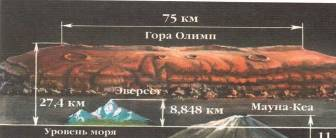 75 км
Гора Олимп
Эверест
27,4 км
8,848 км
Мауна-Кеа
Уровень моря